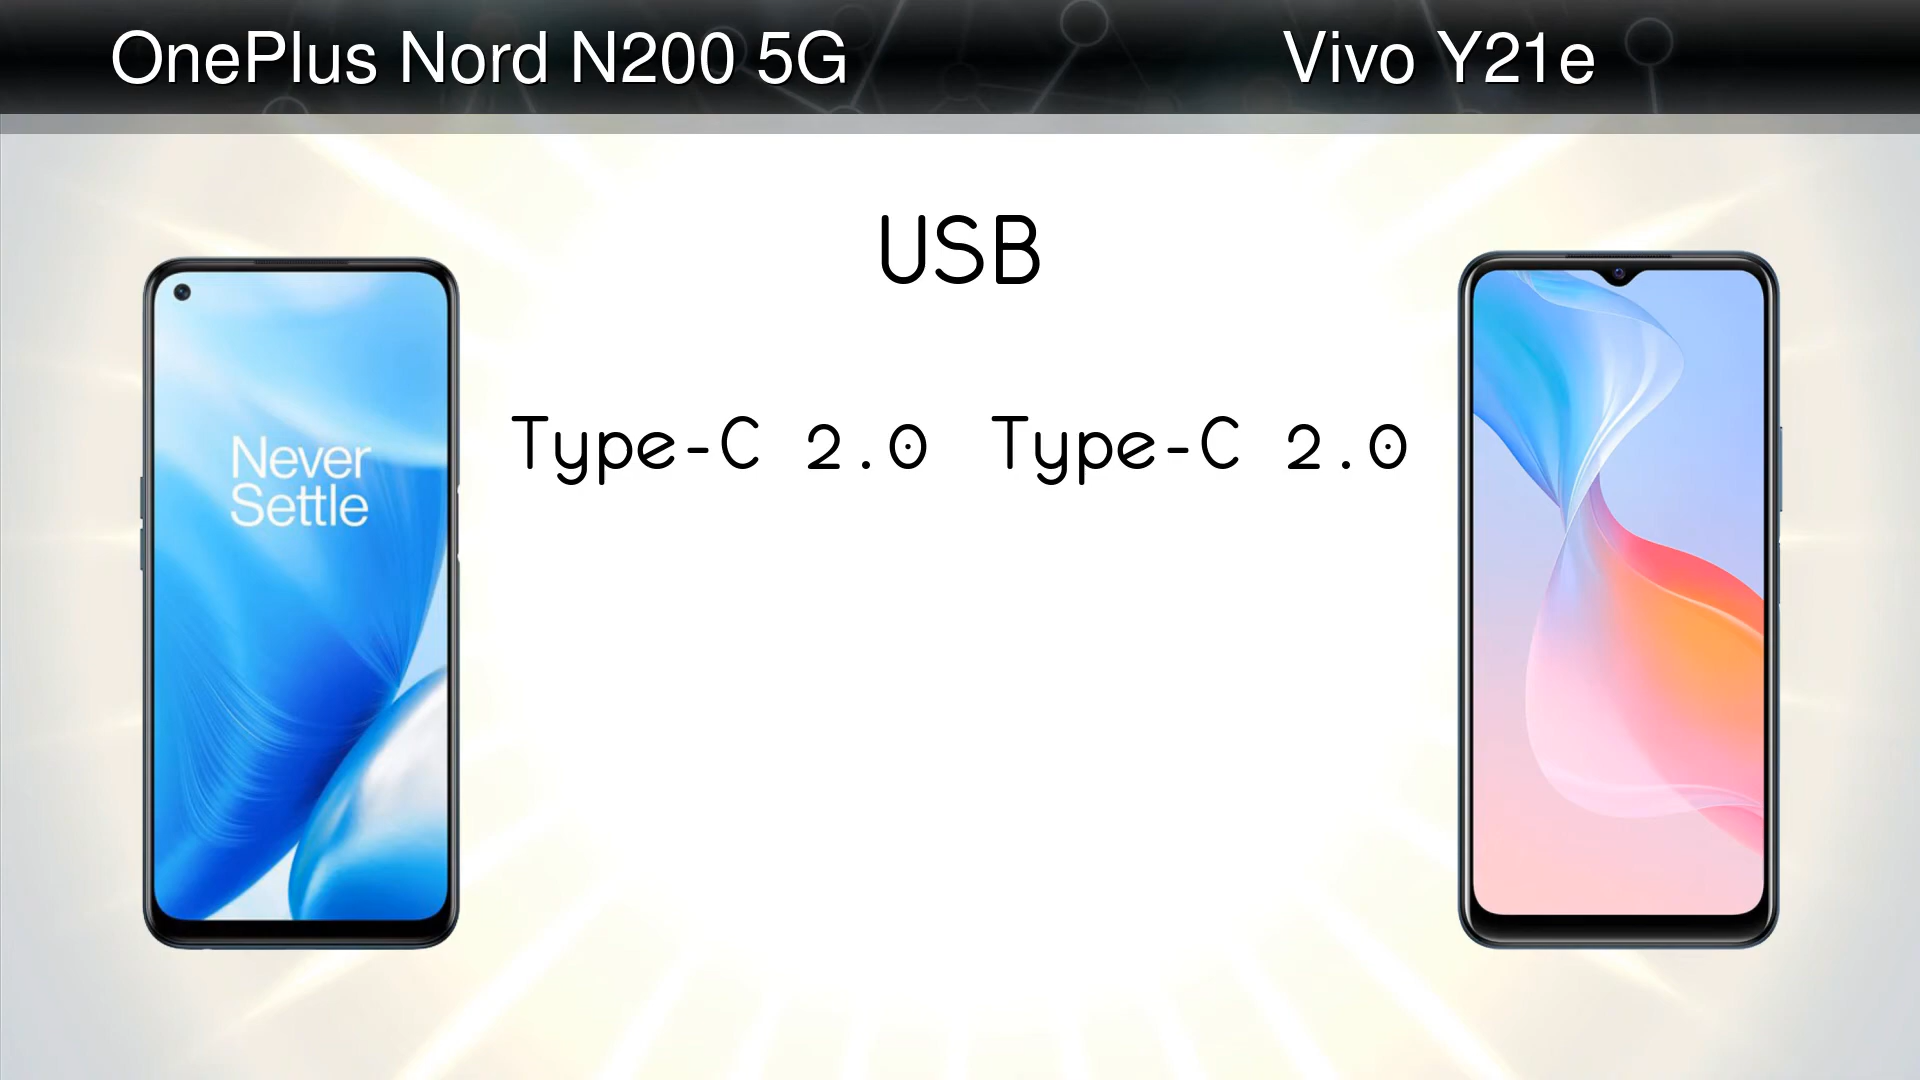 OnePlus Nord N200 5G
Vivo Y21e
USB
Type-C 2.0
Type-C 2.0
Never
Settle